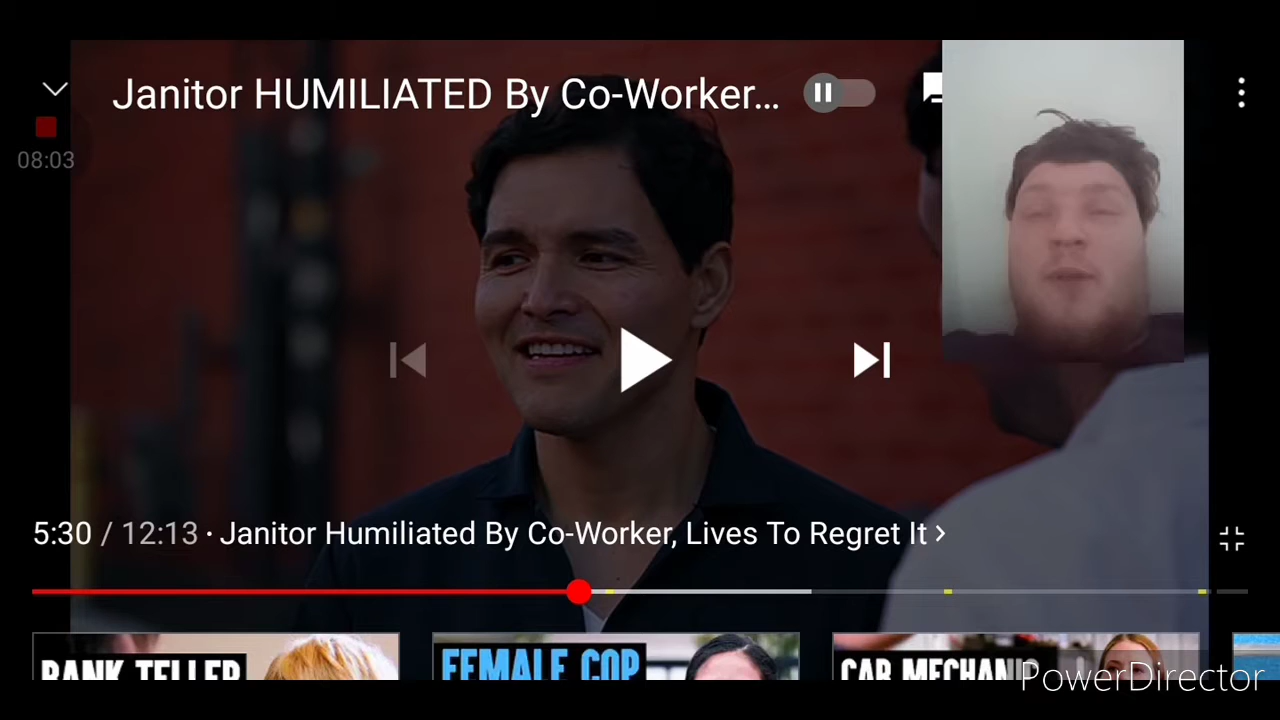 Janitor HUMILIATED By Co-Worker...
08:03
5:30 / 12:13 · Janitor Humiliated By Co-Worker, Lives To Regret It >
BANK TELLER
FEMALE COP
CAR MECHANI
PowerDirector